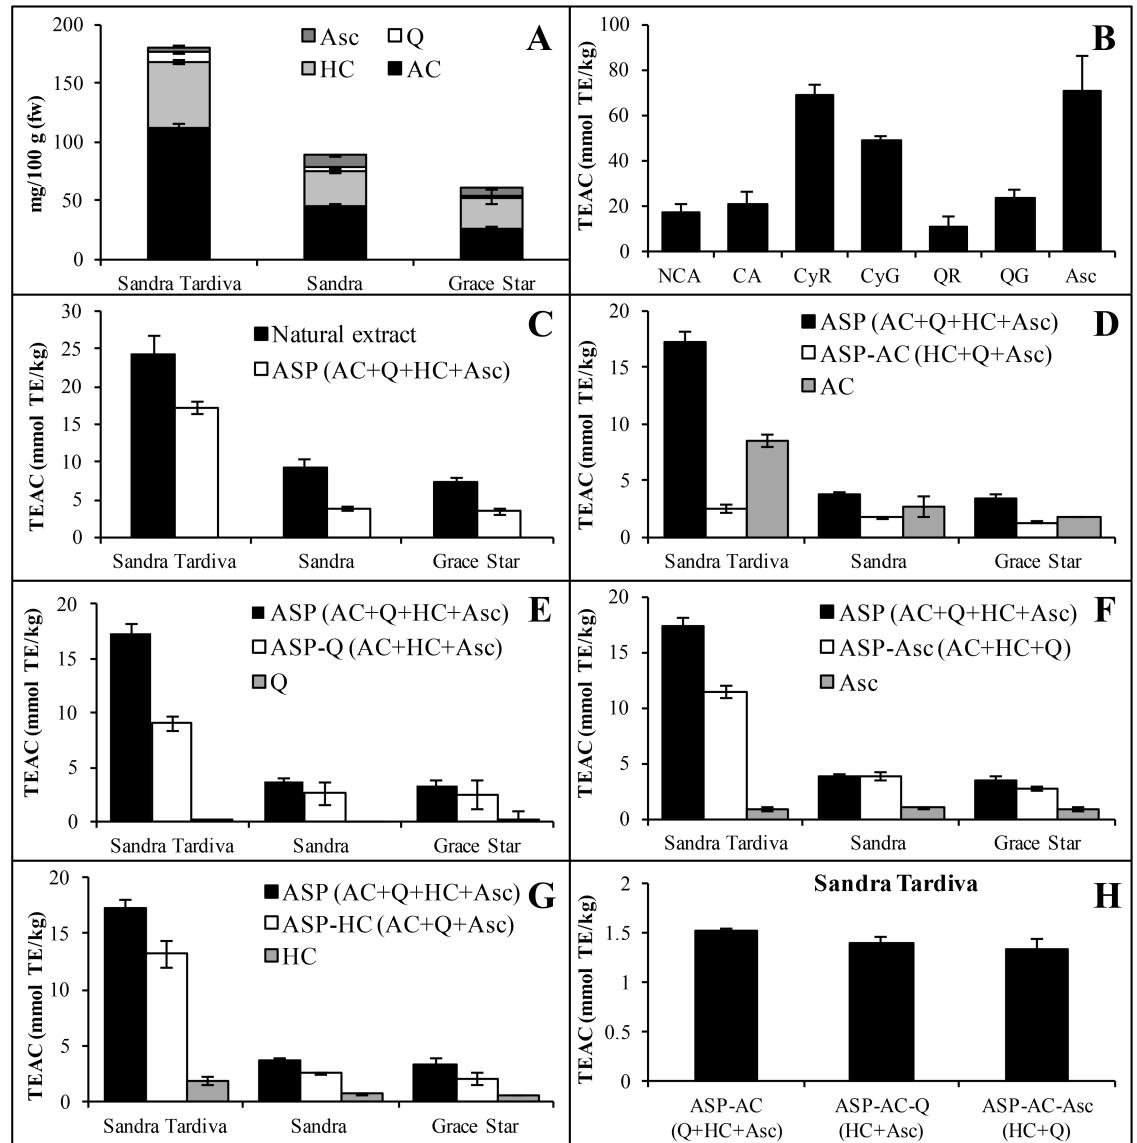 A
Asc
Q
HC
AC
mg/100 g (fw)
200
150
100
50
0
Sandra Tardiva
Sandra
Grace Star
B
TEAC (mmol TE/kg)
100
80
60
40
20
0
NCA
CA
CyR
CyG
QR
QG
Asc
C
Natural extract
ASP (AC+Q+HC+Asc)
TEAC (mmol TE/kg)
30
25
20
15
10
5
0
Sandra Tardiva
Sandra
Grace Star
D
ASP (AC+Q+HC+Asc)
ASP-AC (HC+Q+Asc)
AC
TEAC (mmol TE/kg)
20
15
10
5
0
Sandra Tardiva
Sandra
Grace Star
E
ASP (AC+Q+HC+Asc)
ASP-Q (AC+HC+Asc)
Q
TEAC (mmol TE/kg)
20
15
10
5
0
Sandra Tardiva
Sandra
Grace Star
F
ASP (AC+Q+HC+Asc)
ASP-Asc (AC+HC+Q)
Asc
TEAC (mmol TE/kg)
20
15
10
5
0
Sandra Tardiva
Sandra
Grace Star
G
ASP (AC+Q+HC+Asc)
ASP-HC (AC+Q+Asc)
HC
TEAC (mmol TE/kg)
20
15
10
5
0
Sandra Tardiva
Sandra
Grace Star
Sandra Tardiva
H
TEAC (mmol TE/kg)
2
1.5
1
0.5
0
ASP-AC
(Q+HC+Asc)
ASP-AC-Q
(HC+Asc)
ASP-AC-Asc
(HC+Q)